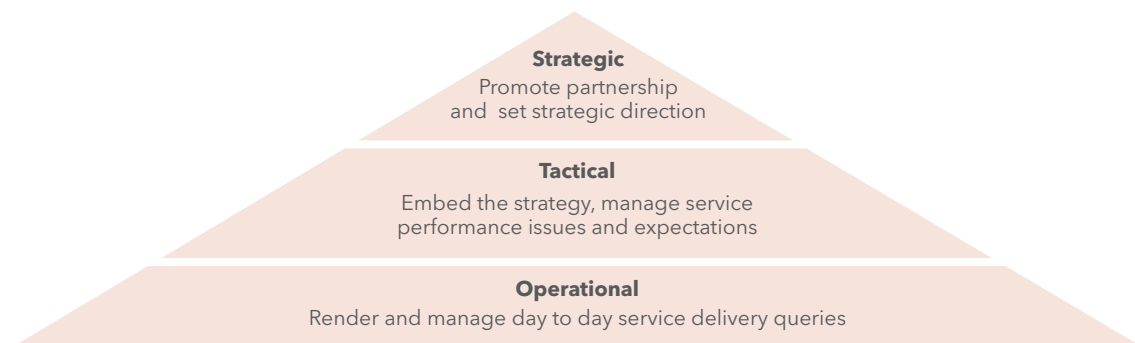 Strategic
Promote partnership
and  set strategic direction
Tactical
Embed the strategy, manage service
performance issues and expectations
Operational
Render and manage day to day service delivery queries